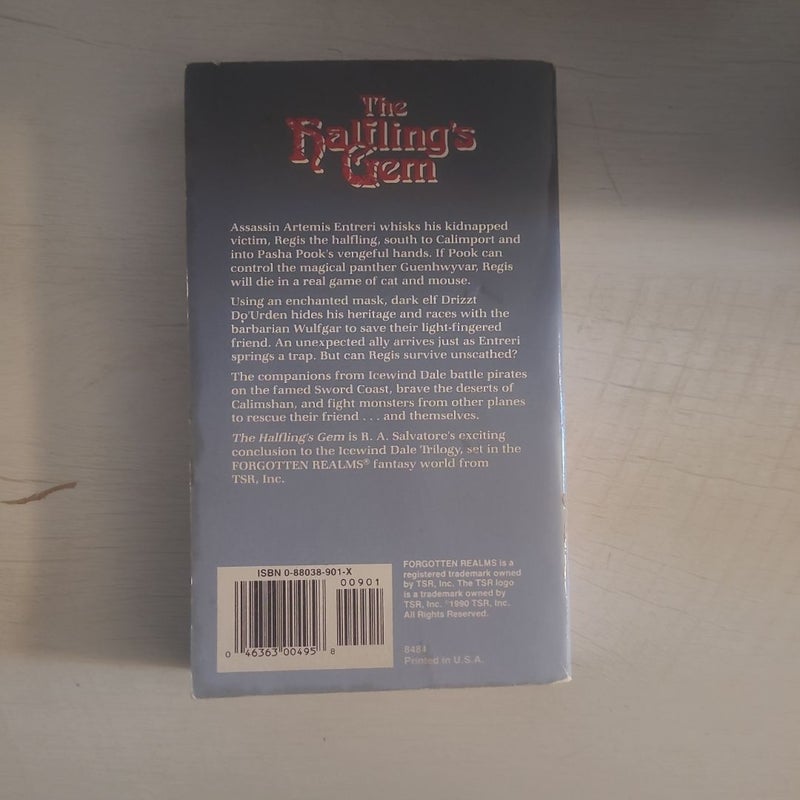 The
Halfling's
Gem
Assassin Artemis Entreri whisks his kidnapped
victim, Regis the halfling, south to Calimport and
into Pasha Pook's vengeful hands. If Pook can
control the magical panther Guenhwyvar, Regis
will die in a real game of cat and mouse.
Using an enchanted mask, dark elf Drizzt
Do'Urden hides his heritage and races with the
barbarian Wulfgar to save their light-fingered
friend. An unexpected ally arrives just as Entreri
springs a trap. But can Regis survive unscathed?
The companions from Icewind Dale battle pirates
on the famed Sword Coast, brave the deserts of
Calimshan, and fight monsters from other planes
to rescue their friend . . . and themselves.
The Halfling's Gem is R. A. Salvatore's exciting
conclusion to the Icewind Dale Trilogy, set in the
FORGOTTEN REALMS® fantasy world from
TSR, Inc.
ISBN 0-88038-901-X
00901
0 46363 00495 8
FORGOTTEN REALMS is a
registered trademark owned
by TSR, Inc. The TSR logo
is a trademark owned by
TSR, Inc. ©1990 TSR, Inc.
All Rights Reserved.
8484
Printed in U.S.A.